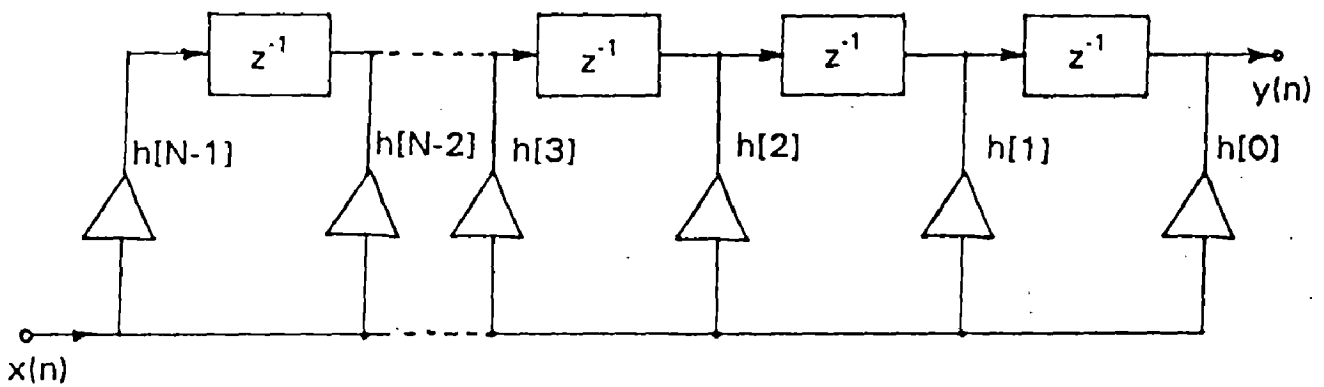 z⁻¹
z⁻¹
z⁻¹
z⁻¹
y(n)
h[N-1]
h[N-2]
h[3]
h[2]
h[1]
h[0]
x(n)